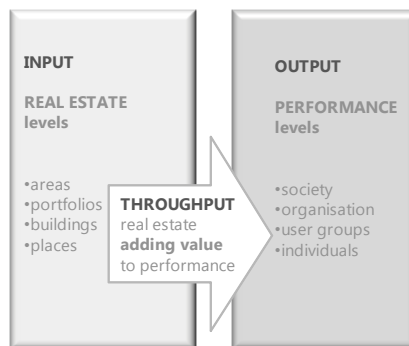 INPUT
REAL ESTATE
levels
•areas
•portfolios
•buildings
•places
THROUGHPUT
real estate
adding value
to performance
OUTPUT
PERFORMANCE
levels
•society
•organisation
•user groups
•individuals